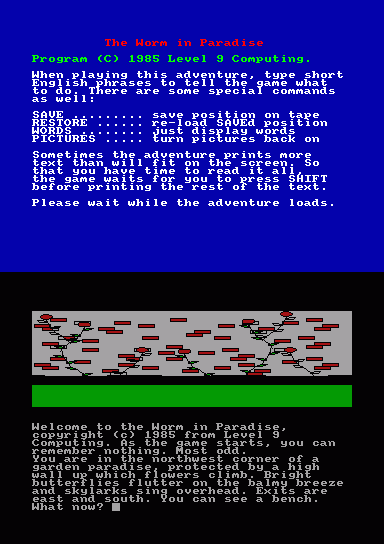 The Worm in Paradise
Program (C) 1985 Level 9 Computing.
When playing this adventure, type short
English phrases to tell the game what
to do. There are some special commands
as well:
SAVE .......... save position on tape
RESTORE ...... re-load SAVEd position
WORDS ........ just display words
PICTURES ..... turn pictures back on
Sometimes the adventure prints more
text than will fit on the screen. So
that you have time to read it all,
the game waits for you to press SHIFT
before printing the rest of the text.
Please wait while the adventure loads.
Welcome to the Worm in Paradise,
copyright (c) 1985 from Level 9
Computing. As the game starts, you can
remember nothing. Most odd.
You are in the northwest corner of a
garden paradise, protected by a high
wall up which flowers climb. Bright
butterflies flutter on the balmy breeze
and skylarks sing overhead. Exits are
east and south. You can see a bench.
What now?